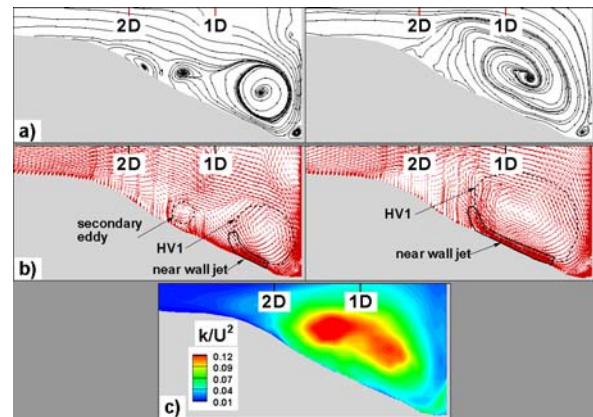 2D 1D 2D 1D
a)
2D 1D 2D 1D
secondary
eddy
HV1
near wall jet
HV1
near wall jet
b)
2D 1D
k/U²
0.12
0.09
0.07
0.04
0.01
c)